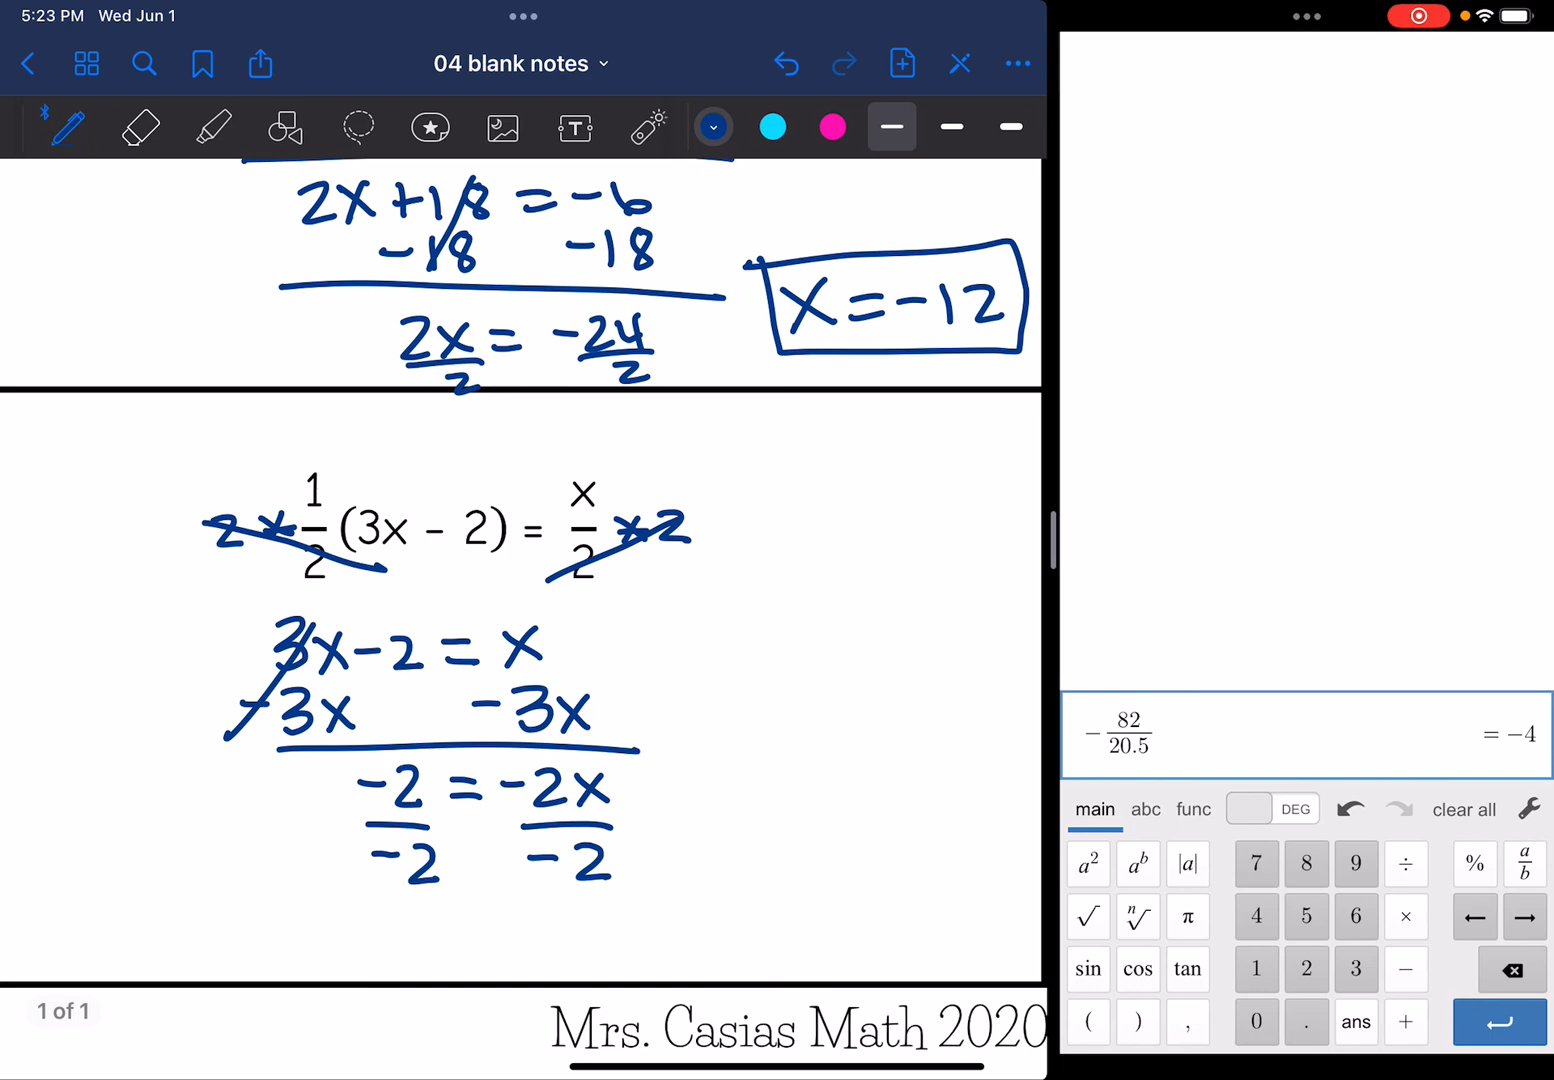 5:23 PM Wed Jun 1
04 blank notes
2x + 18 = -6
-18 -18
2x = -24
2 2
x = -12
2 × 1/2 (3x - 2) = x/2 × 2
3x - 2 = x
-3x -3x
-2 = -2x
-2 -2
1 of 1
Mrs. Casias Math 2020
- 82/20.5 = -4
main abc func DEG clear all
a² aᵇ |a| 7 8 9 ÷ % a/b
√ ⁿ√ π 4 5 6 × ← →
sin cos tan 1 2 3 −
( ) , 0 . ans +